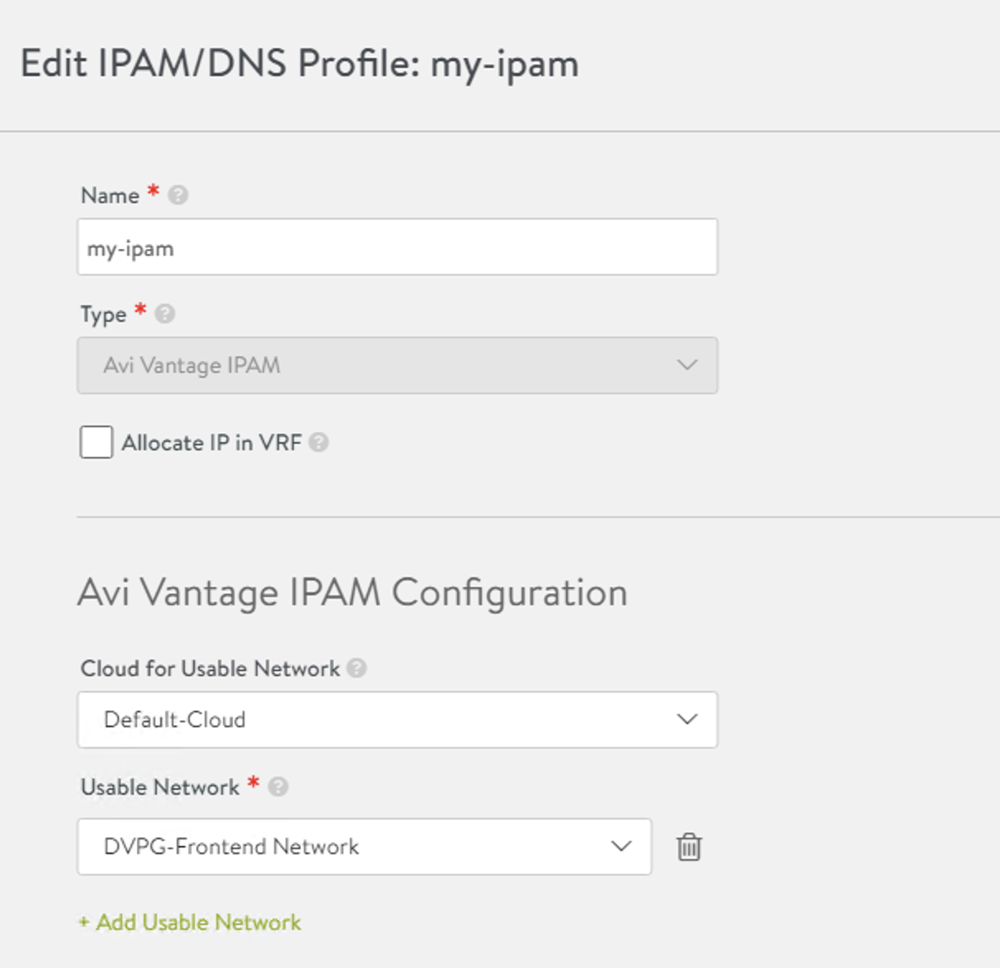 Edit IPAM/DNS Profile: my-ipam
Name * ?
my-ipam
Type * ?
Avi Vantage IPAM
Allocate IP in VRF ?
Avi Vantage IPAM Configuration
Cloud for Usable Network ?
Default-Cloud
Usable Network * ?
DVPG-Frontend Network
+ Add Usable Network